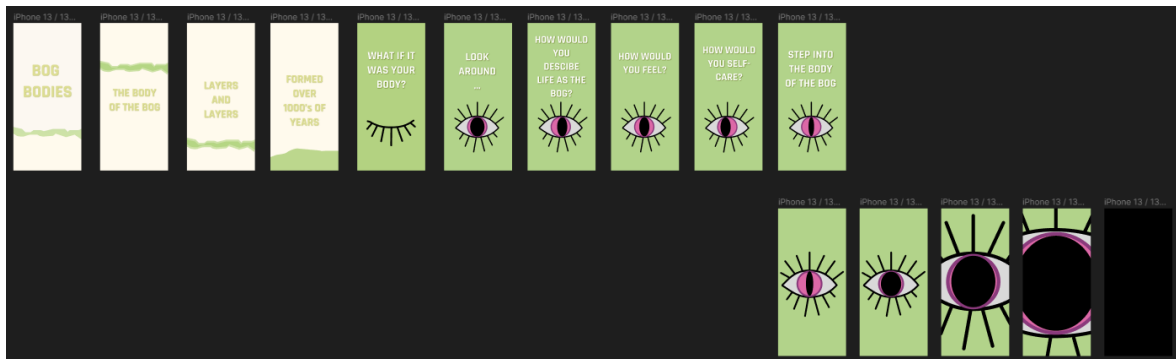 iPhone 13 / 13...
iPhone 13 / 13...
iPhone 13 / 13...
iPhone 13 / 13...
iPhone 13 / 13...
iPhone 13 / 13...
iPhone 13 / 13...
iPhone 13 / 13...
iPhone 13 / 13...
iPhone 13 / 13...
BOG
BODIES
THE BODY
OF THE BOG
LAYERS
AND
LAYERS
FORMED
OVER
1000's OF
YEARS
WHAT IF IT
WAS YOUR
BODY?
LOOK
AROUND
...
HOW WOULD
YOU
DESCIBE
LIFE AS THE
BOG?
HOW WOULD
YOU FEEL?
HOW WOULD
YOU SELF-
CARE?
STEP INTO
THE BODY
OF THE BOG
iPhone 13 / 13...
iPhone 13 / 13...
iPhone 13 / 13...
iPhone 13 / 13...
iPhone 13 / 13...